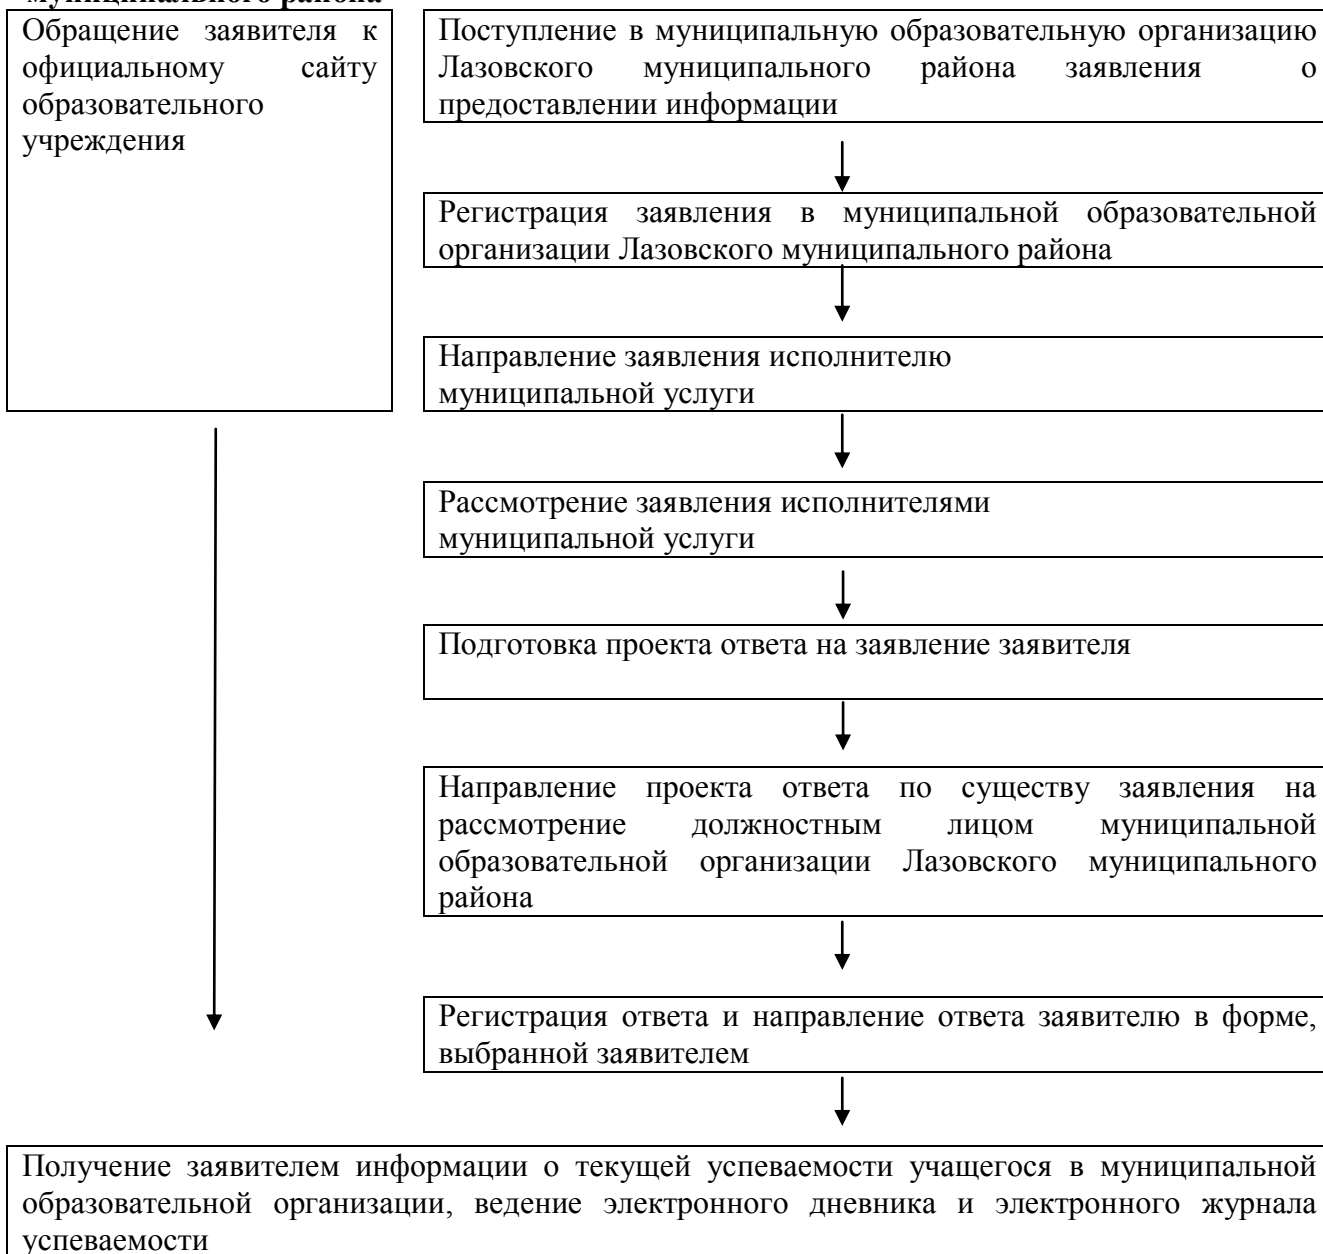 муниципального района
Обращение заявителя к
официальному сайту
образовательного
учреждения
Поступление в муниципальную образовательную организацию
Лазовского муниципального района заявления о
предоставлении информации
Регистрация заявления в муниципальной образовательной
организации Лазовского муниципального района
Направление заявления исполнителю
муниципальной услуги
Рассмотрение заявления исполнителями
муниципальной услуги
Подготовка проекта ответа на заявление заявителя
Направление проекта ответа по существу заявления на
рассмотрение должностным лицом муниципальной
образовательной организации Лазовского муниципального
района
Регистрация ответа и направление ответа заявителю в форме,
выбранной заявителем
Получение заявителем информации о текущей успеваемости учащегося в муниципальной
образовательной организации, ведение электронного дневника и электронного журнала
успеваемости